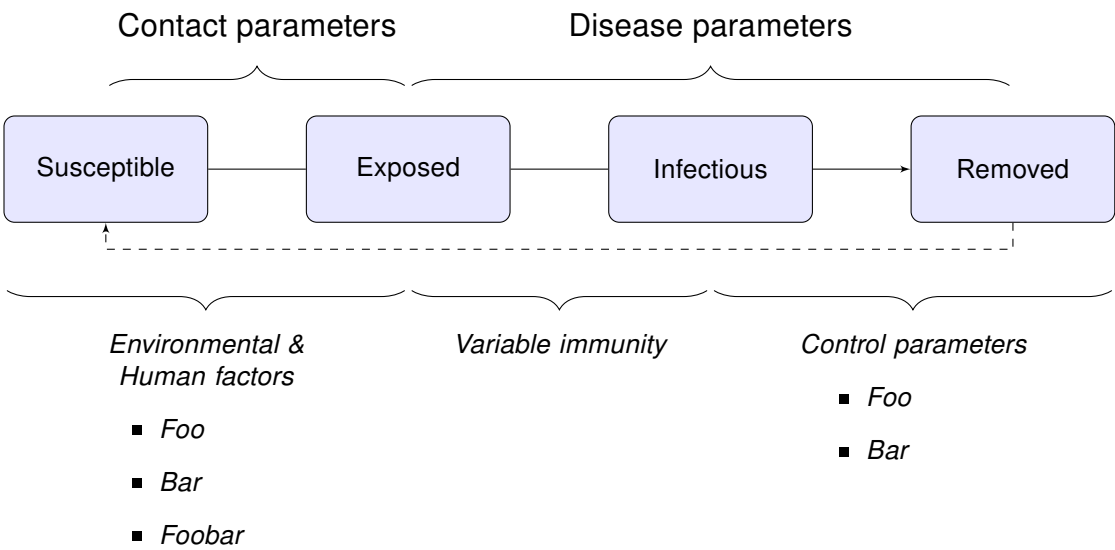 Contact parameters
Disease parameters
Susceptible
Exposed
Infectious
Removed
Environmental &
Human factors
▪ Foo
▪ Bar
▪ Foobar
Variable immunity
Control parameters
▪ Foo
▪ Bar